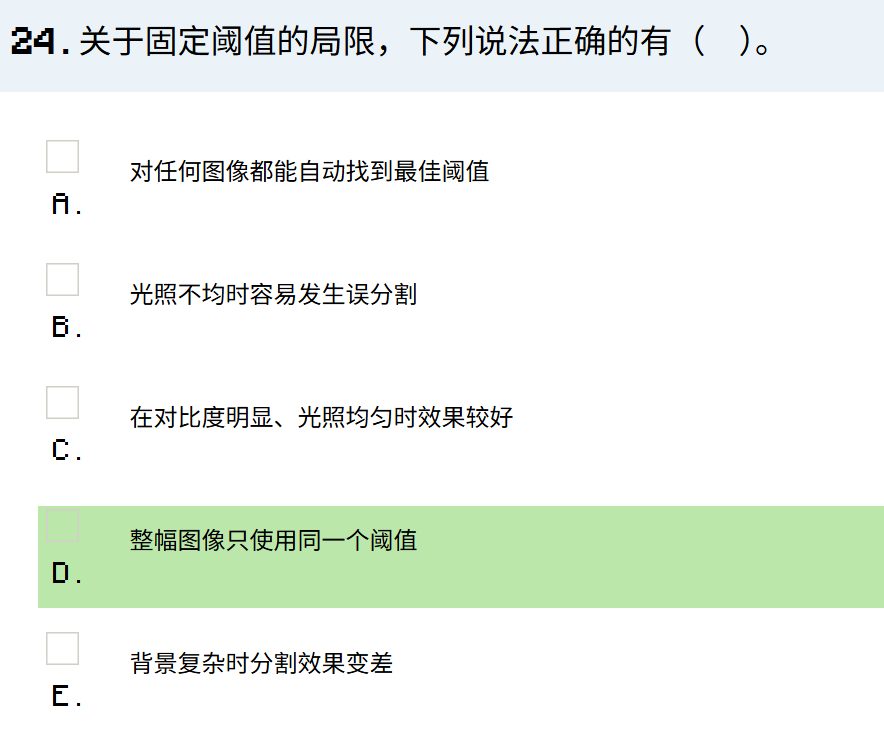 24.关于固定阈值的局限，下列说法正确的有（　）。
对任何图像都能自动找到最佳阈值
A.
光照不均时容易发生误分割
B.
在对比度明显、光照均匀时效果较好
C.
整幅图像只使用同一个阈值
D.
背景复杂时分割效果变差
E.